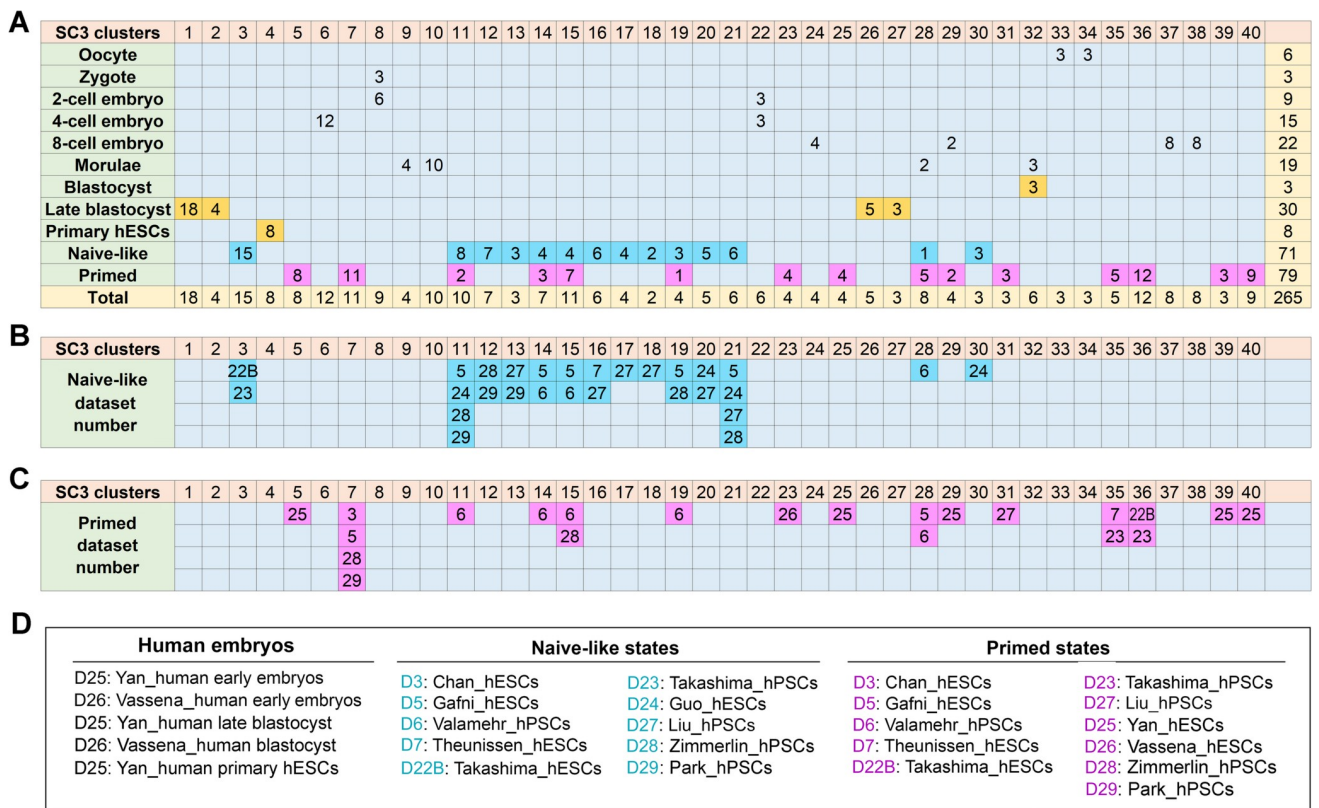 A
SC3 clusters 1 2 3 4 5 6 7 8 9 10 11 12 13 14 15 16 17 18 19 20 21 22 23 24 25 26 27 28 29 30 31 32 33 34 35 36 37 38 39 40
Oocyte 3 3 6
Zygote 3 3
2-cell embryo 6 3 9
4-cell embryo 12 3 15
8-cell embryo 4 2 8 8 22
Morulae 4 10 2 3 19
Blastocyst 3 3
Late blastocyst 18 4 5 3 30
Primary hESCs 8 8
Naive-like 15 8 7 3 4 4 6 4 2 3 5 6 1 3 71
Primed 8 11 2 3 7 1 4 4 5 2 3 5 12 3 9 79
Total 18 4 15 8 8 12 11 9 4 10 10 7 3 7 11 6 4 2 4 5 6 6 4 4 4 5 3 8 4 3 3 6 3 3 5 12 8 8 3 9 265
B
SC3 clusters 1 2 3 4 5 6 7 8 9 10 11 12 13 14 15 16 17 18 19 20 21 22 23 24 25 26 27 28 29 30 31 32 33 34 35 36 37 38 39 40
Naive-like dataset number
22B 5 28 27 5 5 7 27 27 5 24 5 6 24
23 24 29 29 6 6 27 28 27 24
28 27
29 28
C
SC3 clusters 1 2 3 4 5 6 7 8 9 10 11 12 13 14 15 16 17 18 19 20 21 22 23 24 25 26 27 28 29 30 31 32 33 34 35 36 37 38 39 40
Primed dataset number
25 3 6 6 6 6 26 25 5 25 27 7 22B 25 25
5 28 6 23 23
28
29
D
Human embryos
D25: Yan_human early embryos
D26: Vassena_human early embryos
D25: Yan_human late blastocyst
D26: Vassena_human blastocyst
D25: Yan_human primary hESCs
Naive-like states
D3: Chan_hESCs
D5: Gafni_hESCs
D6: Valamehr_hPSCs
D7: Theunissen_hESCs
D22B: Takashima_hESCs
D23: Takashima_hPSCs
D24: Guo_hESCs
D27: Liu_hPSCs
D28: Zimmerlin_hPSCs
D29: Park_hPSCs
Primed states
D3: Chan_hESCs
D5: Gafni_hESCs
D6: Valamehr_hPSCs
D7: Theunissen_hESCs
D22B: Takashima_hESCs
D23: Takashima_hPSCs
D27: Liu_hPSCs
D25: Yan_hESCs
D26: Vassena_hESCs
D28: Zimmerlin_hPSCs
D29: Park_hPSCs